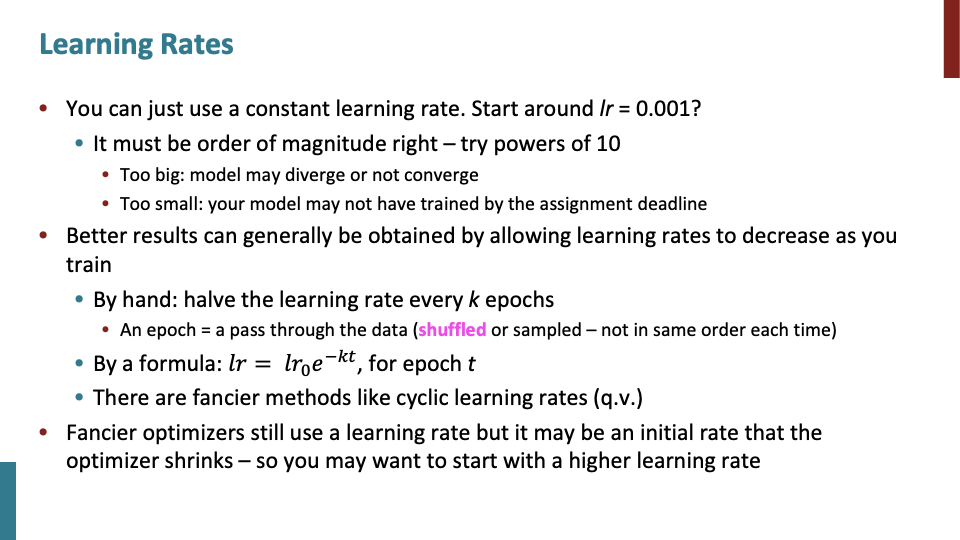 Learning Rates
• You can just use a constant learning rate. Start around lr = 0.001?
• It must be order of magnitude right – try powers of 10
• Too big: model may diverge or not converge
• Too small: your model may not have trained by the assignment deadline
• Better results can generally be obtained by allowing learning rates to decrease as you
train
• By hand: halve the learning rate every k epochs
• An epoch = a pass through the data (shuffled or sampled – not in same order each time)
• By a formula: lr = lr₀e^{−kt}, for epoch t
• There are fancier methods like cyclic learning rates (q.v.)
• Fancier optimizers still use a learning rate but it may be an initial rate that the
optimizer shrinks – so you may want to start with a higher learning rate